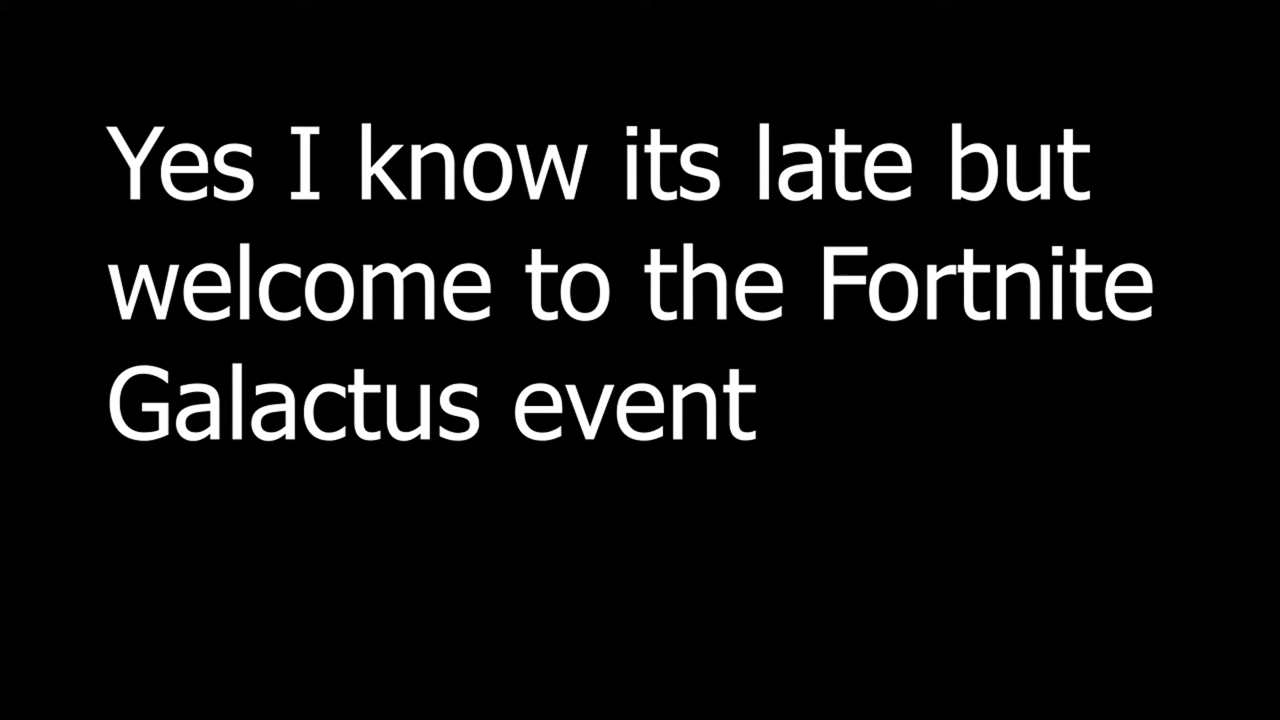 Yes I know its late but
welcome to the Fortnite
Galactus event